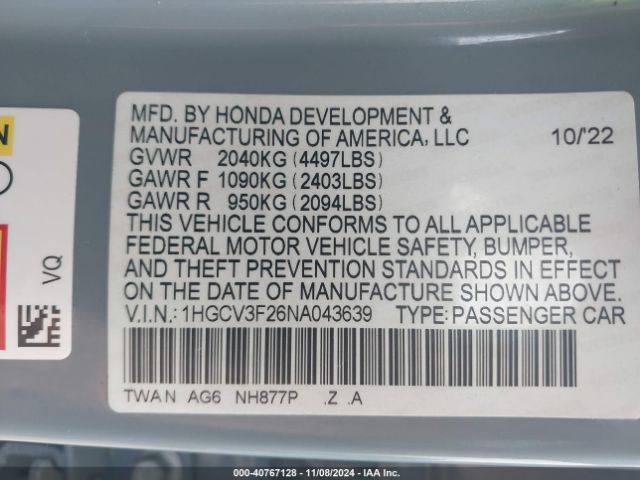 MFD. BY HONDA DEVELOPMENT &
MANUFACTURING OF AMERICA, LLC 10/'22
GVWR 2040KG (4497LBS)
GAWR F 1090KG (2403LBS)
GAWR R 950KG (2094LBS)
THIS VEHICLE CONFORMS TO ALL APPLICABLE
FEDERAL MOTOR VEHICLE SAFETY, BUMPER,
AND THEFT PREVENTION STANDARDS IN EFFECT
ON THE DATE OF MANUFACTURE SHOWN ABOVE.
V.I.N.: 1HGCV3F26NA043639 TYPE: PASSENGER CAR
TWAN AG6 NH877P .Z .A
N
VQ
000-40767128 - 11/08/2024 - IAA Inc.